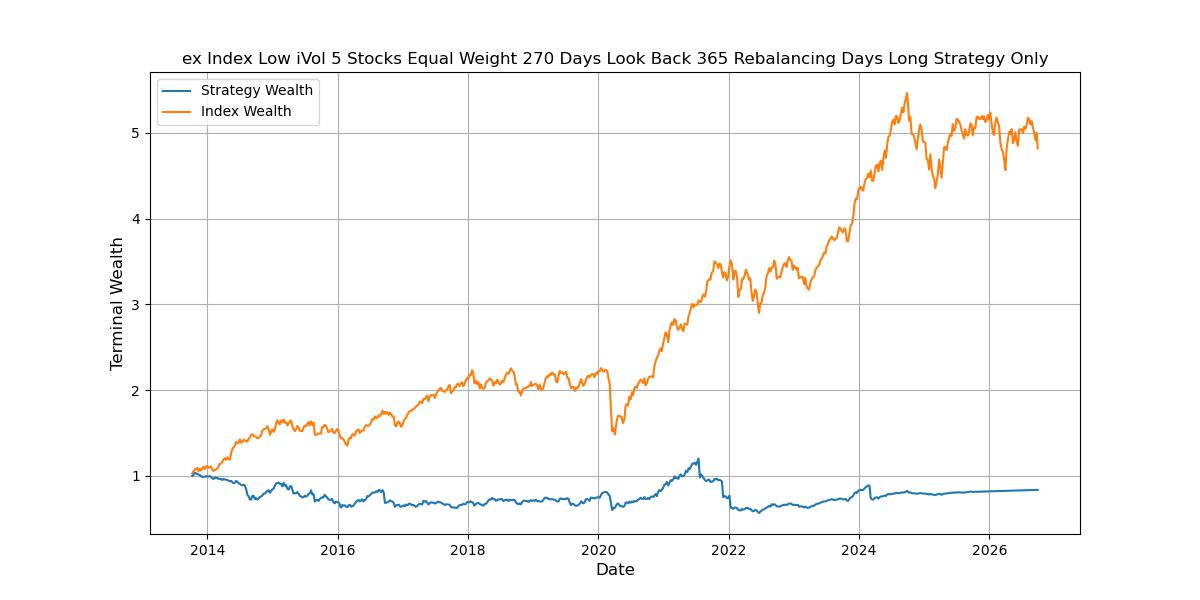 ex Index Low iVol 5 Stocks Equal Weight 270 Days Look Back 365 Rebalancing Days Long Strategy Only
Strategy Wealth
Index Wealth
Terminal Wealth
5
4
3
2
1
2014 2016 2018 2020 2022 2024 2026
Date